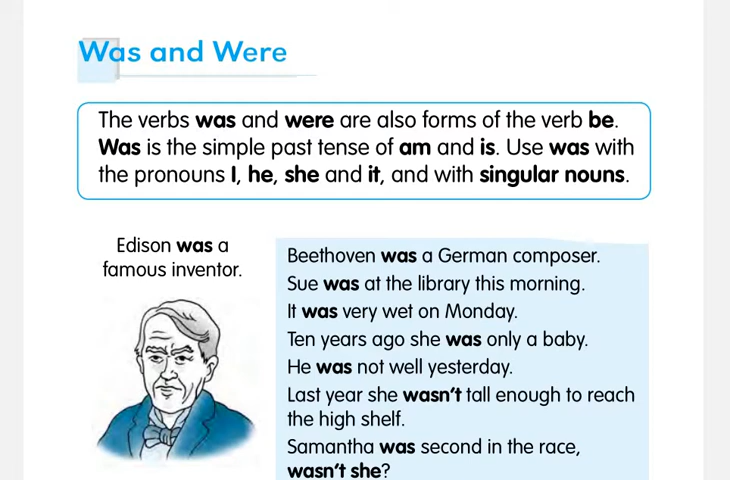 Was and Were
The verbs was and were are also forms of the verb be.
Was is the simple past tense of am and is. Use was with
the pronouns I, he, she and it, and with singular nouns.
Edison was a
famous inventor.
Beethoven was a German composer.
Sue was at the library this morning.
It was very wet on Monday.
Ten years ago she was only a baby.
He was not well yesterday.
Last year she wasn't tall enough to reach
the high shelf.
Samantha was second in the race,
wasn't she?